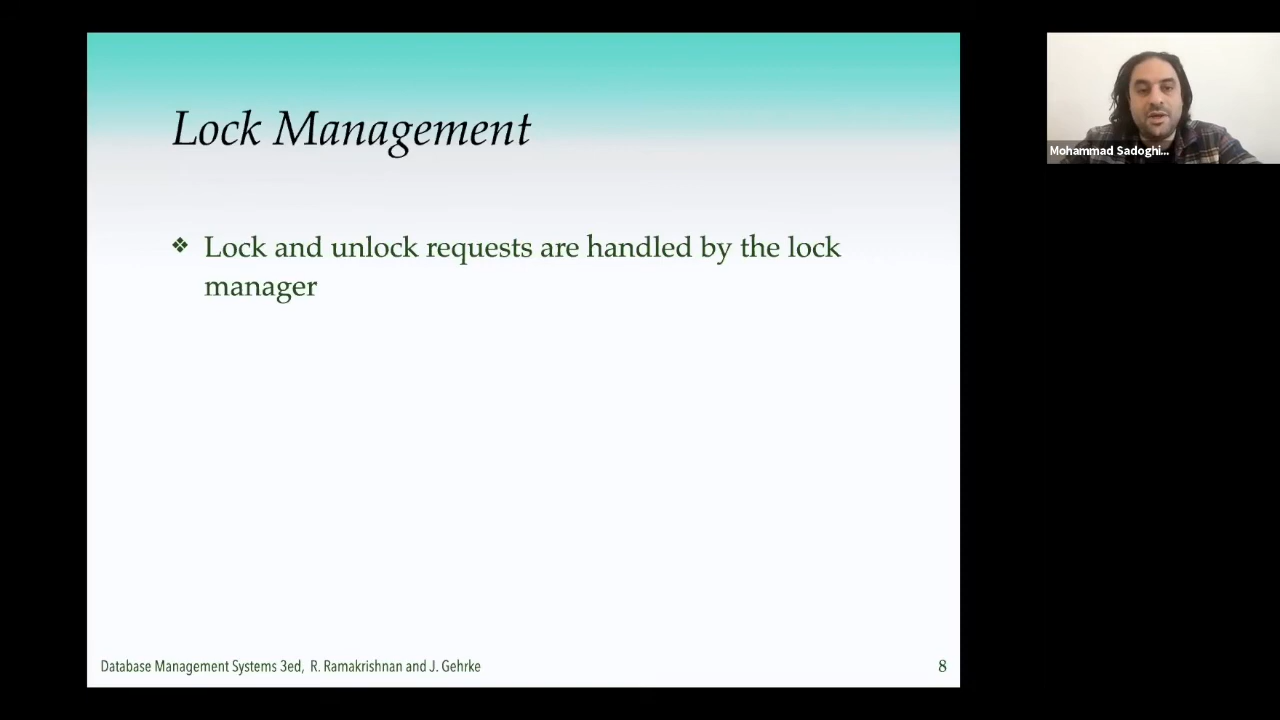 Lock Management
❖ Lock and unlock requests are handled by the lock
manager
Database Management Systems 3ed, R. Ramakrishnan and J. Gehrke
8
Mohammad Sadoghi...